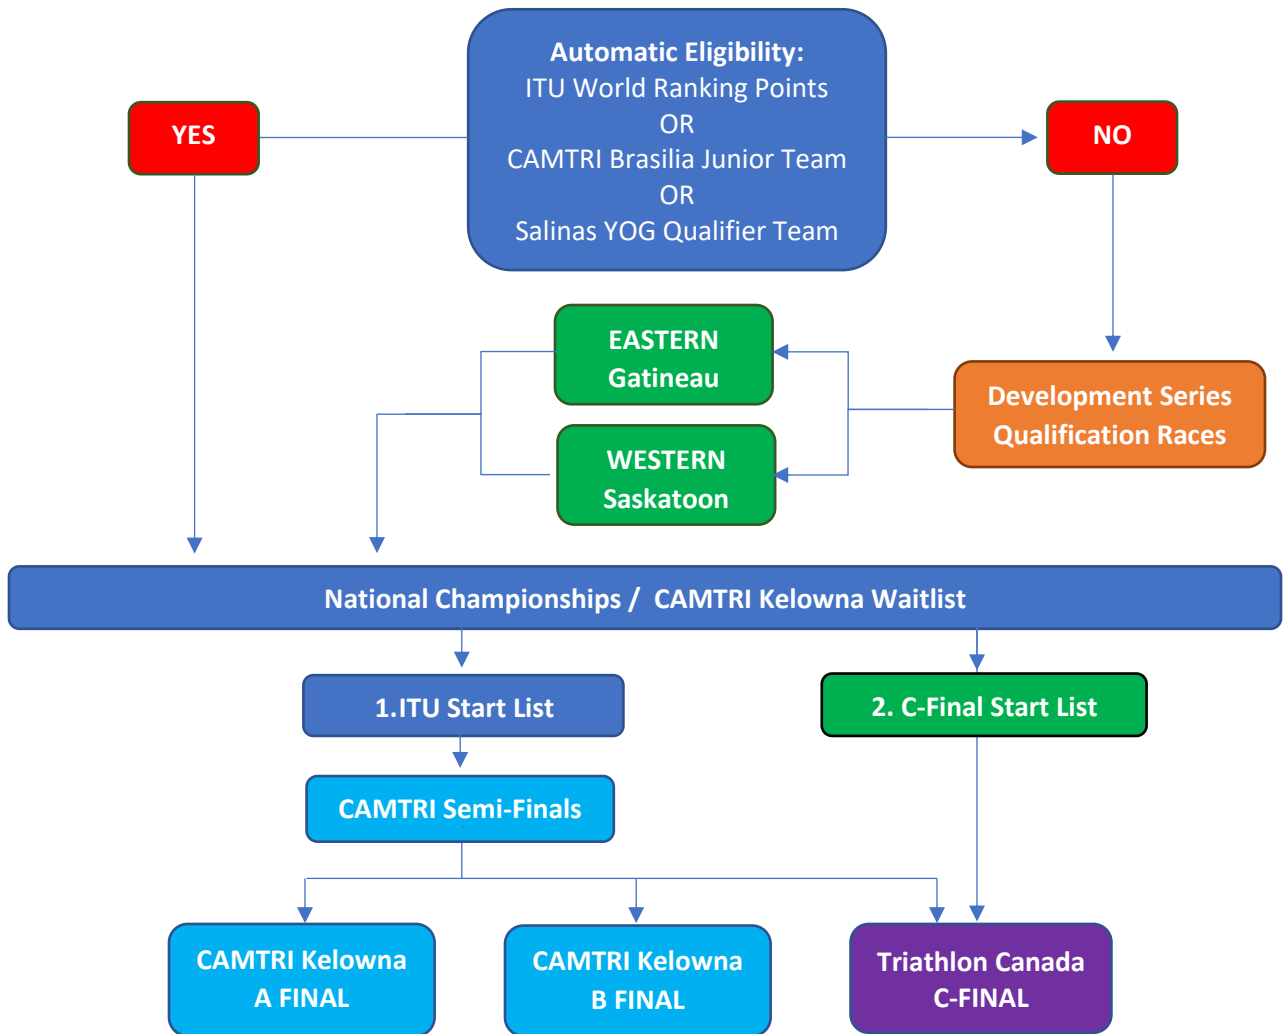 Automatic Eligibility:
ITU World Ranking Points
OR
CAMTRI Brasilia Junior Team
OR
Salinas YOG Qualifier Team
YES
NO
EASTERN
Gatineau
WESTERN
Saskatoon
Development Series
Qualification Races
National Championships / CAMTRI Kelowna Waitlist
1.ITU Start List
2. C-Final Start List
CAMTRI Semi-Finals
CAMTRI Kelowna
A FINAL
CAMTRI Kelowna
B FINAL
Triathlon Canada
C-FINAL